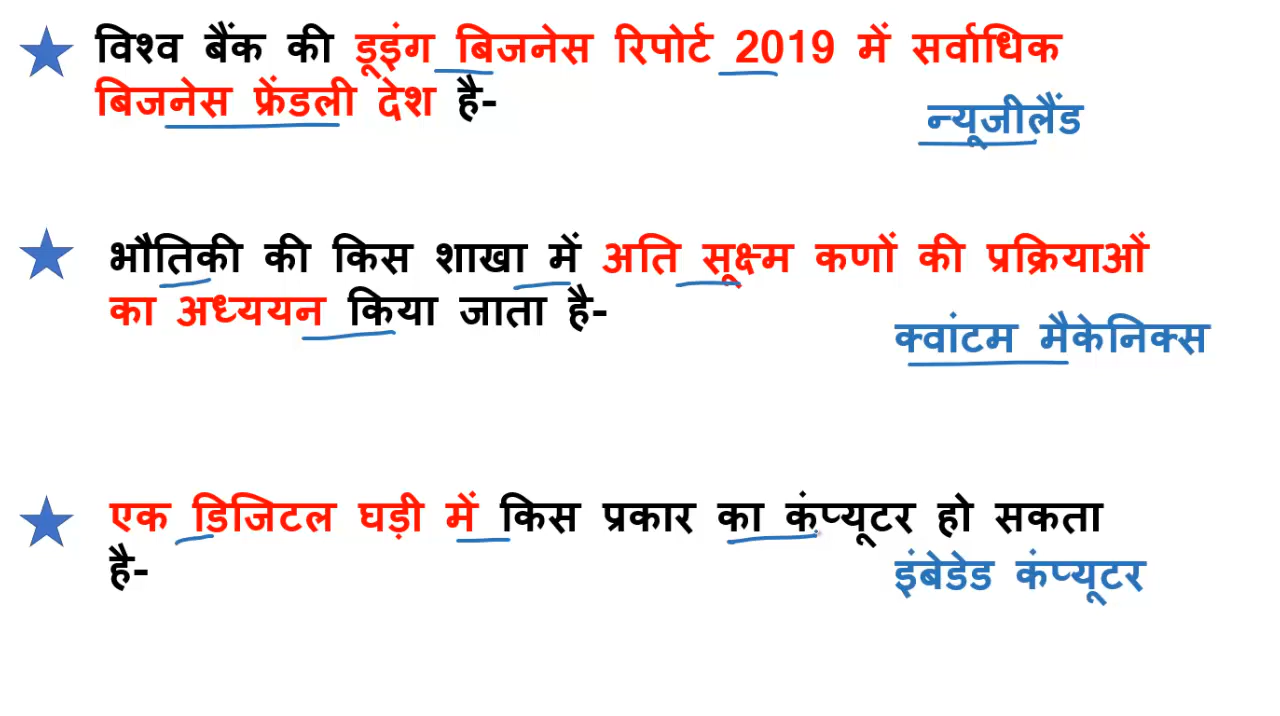 विश्व बैंक की डूइंग बिजनेस रिपोर्ट 2019 में सर्वाधिक
बिजनेस फ्रेंडली देश है-
न्यूजीलैंड
भौतिकी की किस शाखा में अति सूक्ष्म कणों की प्रक्रियाओं
का अध्ययन किया जाता है-
क्वांटम मैकेनिक्स
एक डिजिटल घड़ी में किस प्रकार का कंप्यूटर हो सकता
है-
इंबेडेड कंप्यूटर